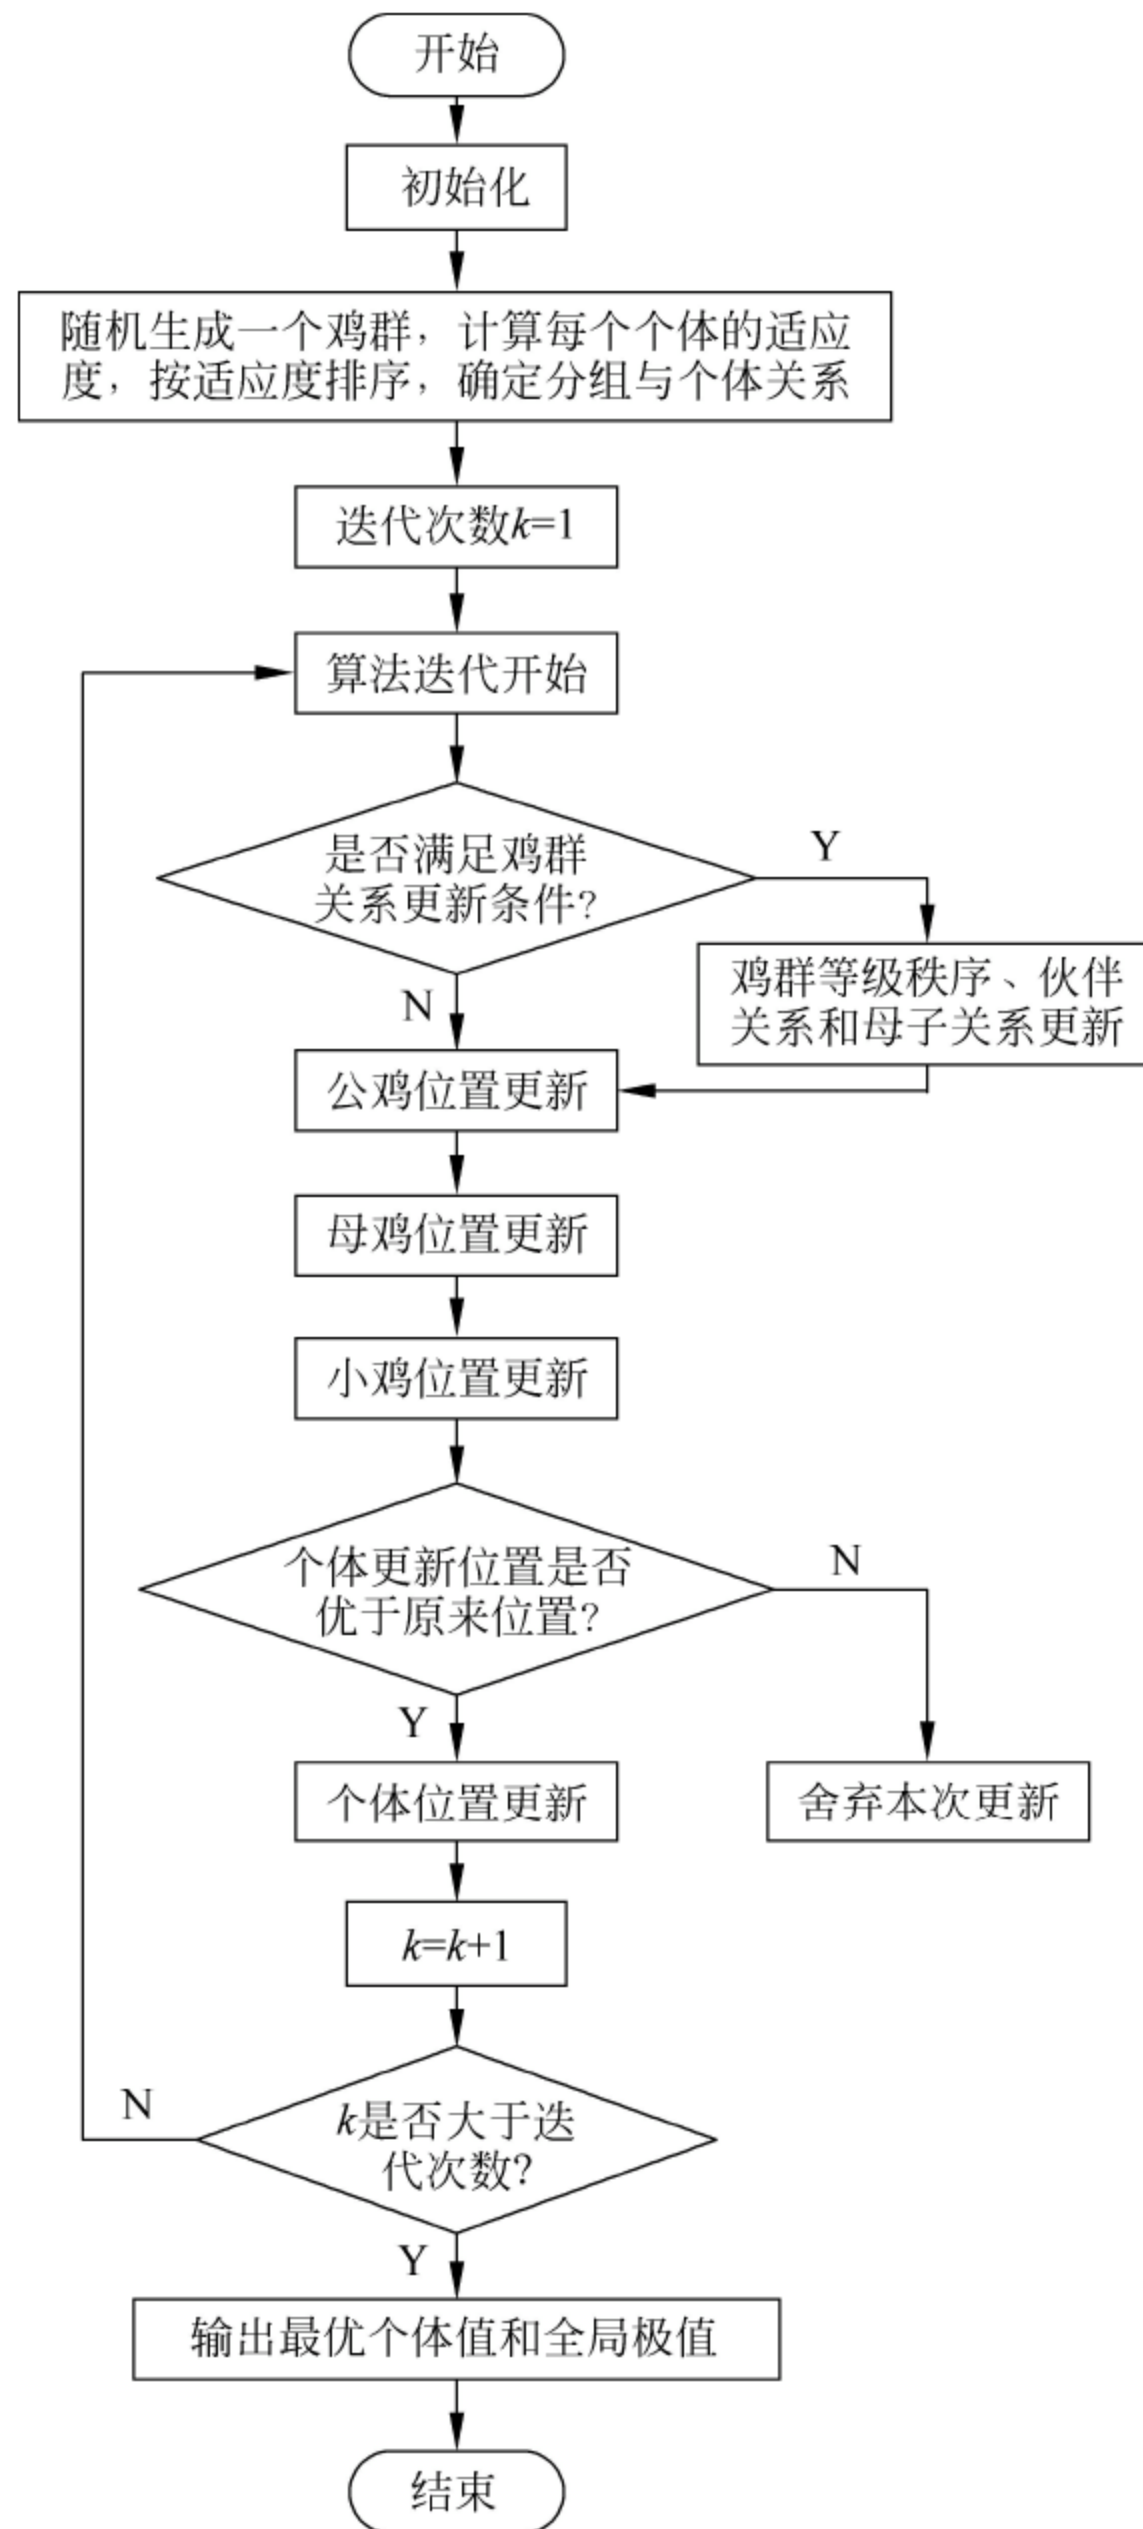 开始
初始化
随机生成一个鸡群，计算每个个体的适应
度，按适应度排序，确定分组与个体关系
迭代次数k=1
算法迭代开始
是否满足鸡群
关系更新条件?
Y
鸡群等级秩序、伙伴
关系和母子关系更新
N
公鸡位置更新
母鸡位置更新
小鸡位置更新
个体更新位置是否
优于原来位置?
N
Y
个体位置更新
舍弃本次更新
k=k+1
k是否大于迭
代次数?
N
Y
输出最优个体值和全局极值
结束